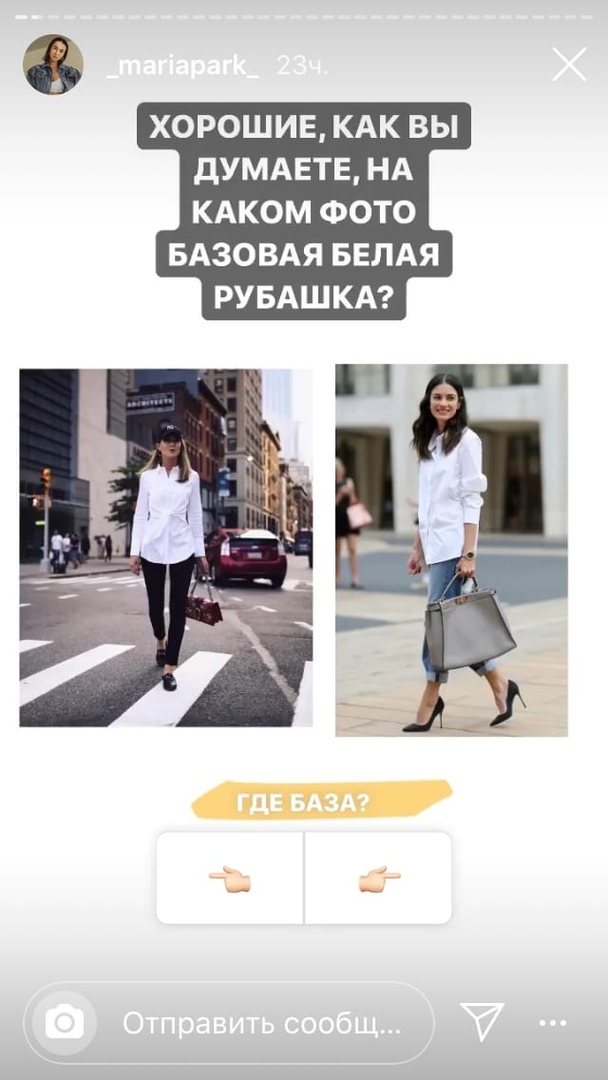 _mariapark_ 23ч.
ХОРОШИЕ, КАК ВЫ
ДУМАЕТЕ, НА
КАКОМ ФОТО
БАЗОВАЯ БЕЛАЯ
РУБАШКА?
ARCHITECTS
ГДЕ БАЗА?
Отправить сообщ...